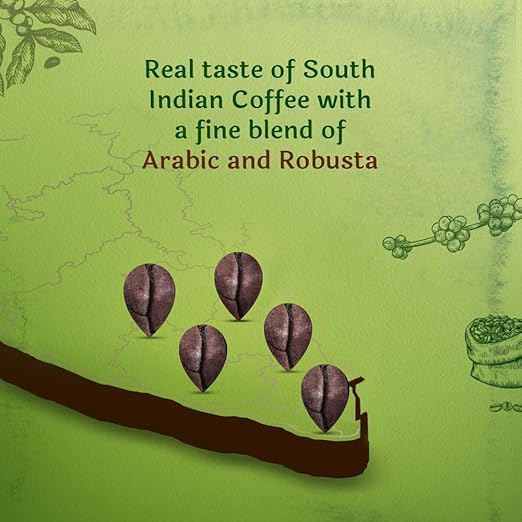 Real taste of South
Indian Coffee with
a fine blend of
Arabic and Robusta